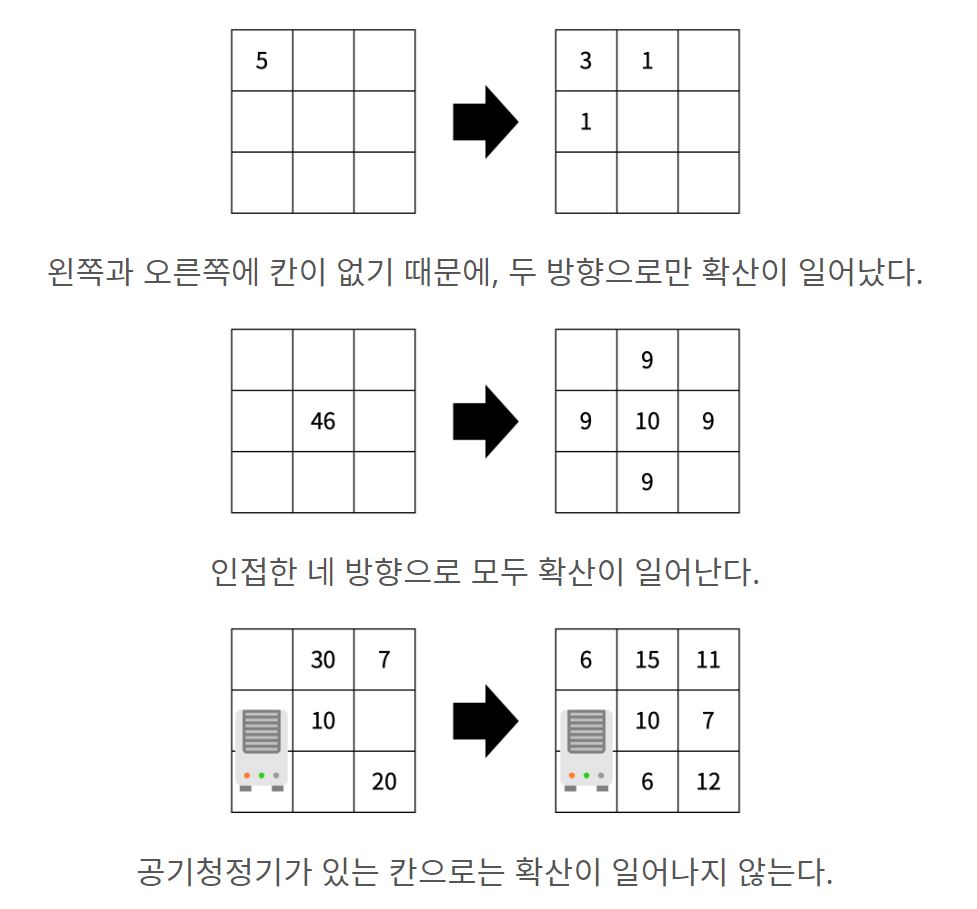 5 3 1
1
왼쪽과 오른쪽에 칸이 없기 때문에, 두 방향으로만 확산이 일어났다.
9
46 9 10 9
9
인접한 네 방향으로 모두 확산이 일어난다.
30 7 6 15 11
10 10 7
20 6 12
공기청정기가 있는 칸으로는 확산이 일어나지 않는다.